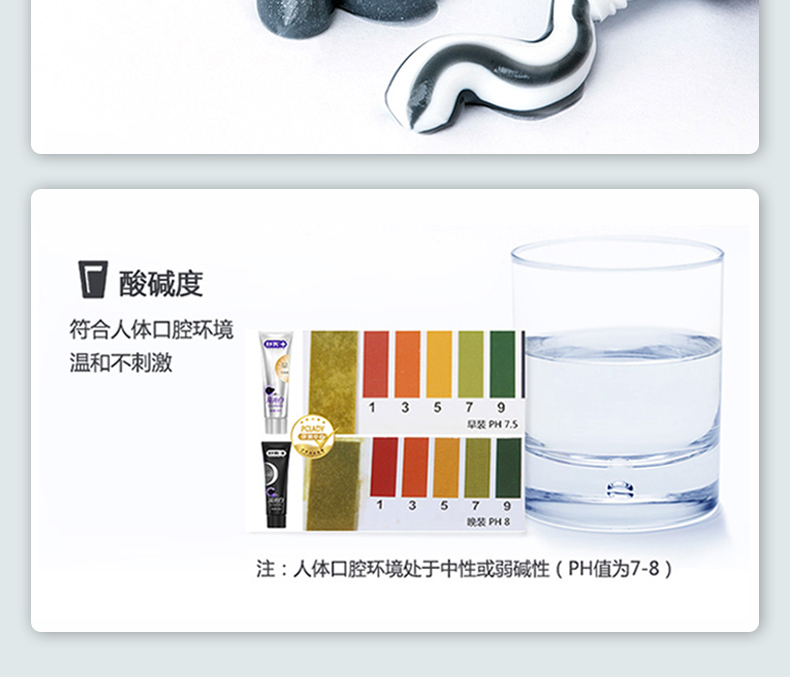 酸碱度
符合人体口腔环境
温和不刺激
1 3 5 7 9
早装 PH 7.5
PCLADY
1 3 5 7 9
晚装 PH 8
注：人体口腔环境处于中性或弱碱性（PH值为7-8）